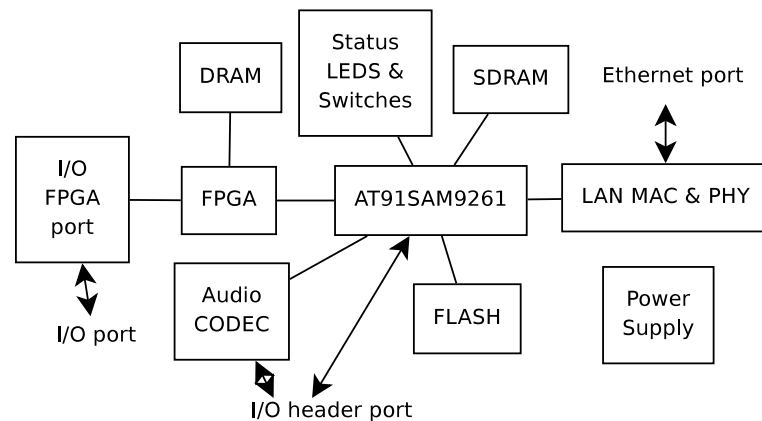 Status
LEDS &
Switches
DRAM
SDRAM
Ethernet port
I/O
FPGA
port
FPGA
AT91SAM9261
LAN MAC & PHY
Audio
CODEC
FLASH
Power
Supply
I/O port
I/O header port